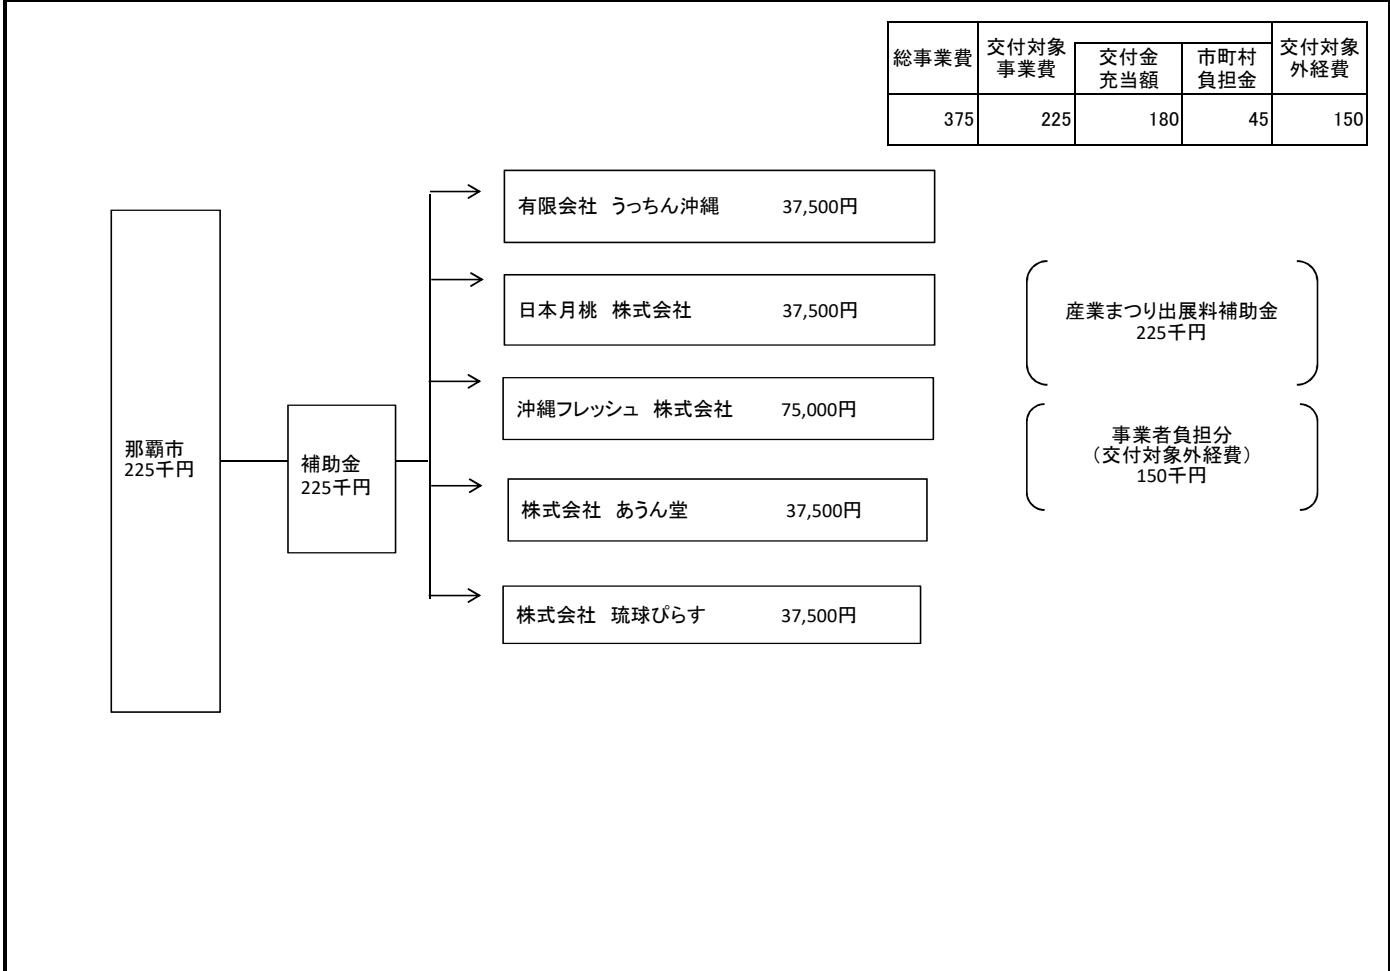 総事業費
交付対象
事業費
交付金
充当額
市町村
負担金
交付対象
外経費
375
225
180
45
150
有限会社　うっちん沖縄　37,500円
日本月桃　株式会社　37,500円
産業まつり出展料補助金
225千円
沖縄フレッシュ　株式会社　75,000円
那覇市
225千円
補助金
225千円
事業者負担分
（交付対象外経費）
150千円
株式会社　あうん堂　37,500円
株式会社　琉球ぴらす　37,500円